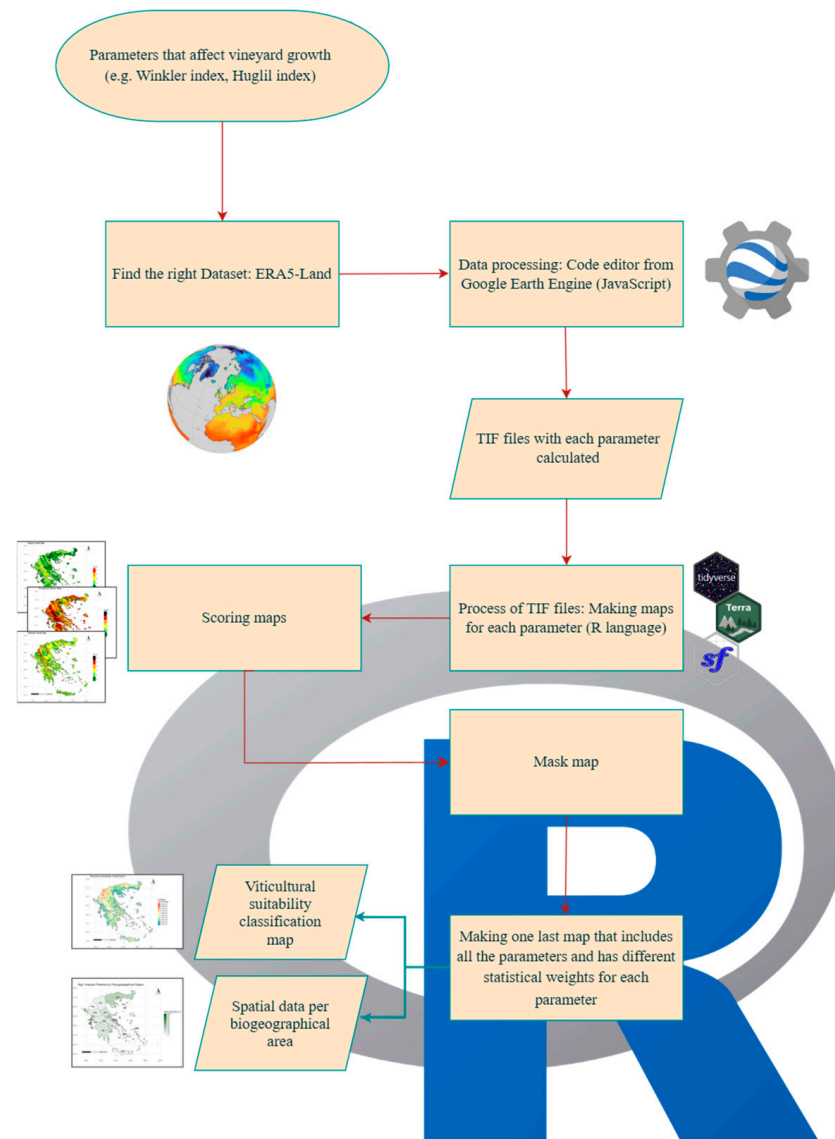 Parameters that affect vineyard growth
(e.g. Winkler index, Huglil index)
Find the right Dataset: ERA5-Land
Data processing: Code editor from
Google Earth Engine (JavaScript)
TIF files with each parameter
calculated
tidyverse
Terra
sf
Scoring maps
Process of TIF files: Making maps
for each parameter (R language)
Mask map
Viticultural
suitability
classification
map
Making one last map that includes
all the parameters and has different
statistical weights for each
parameter
Spatial data per
biogeographical
area
R